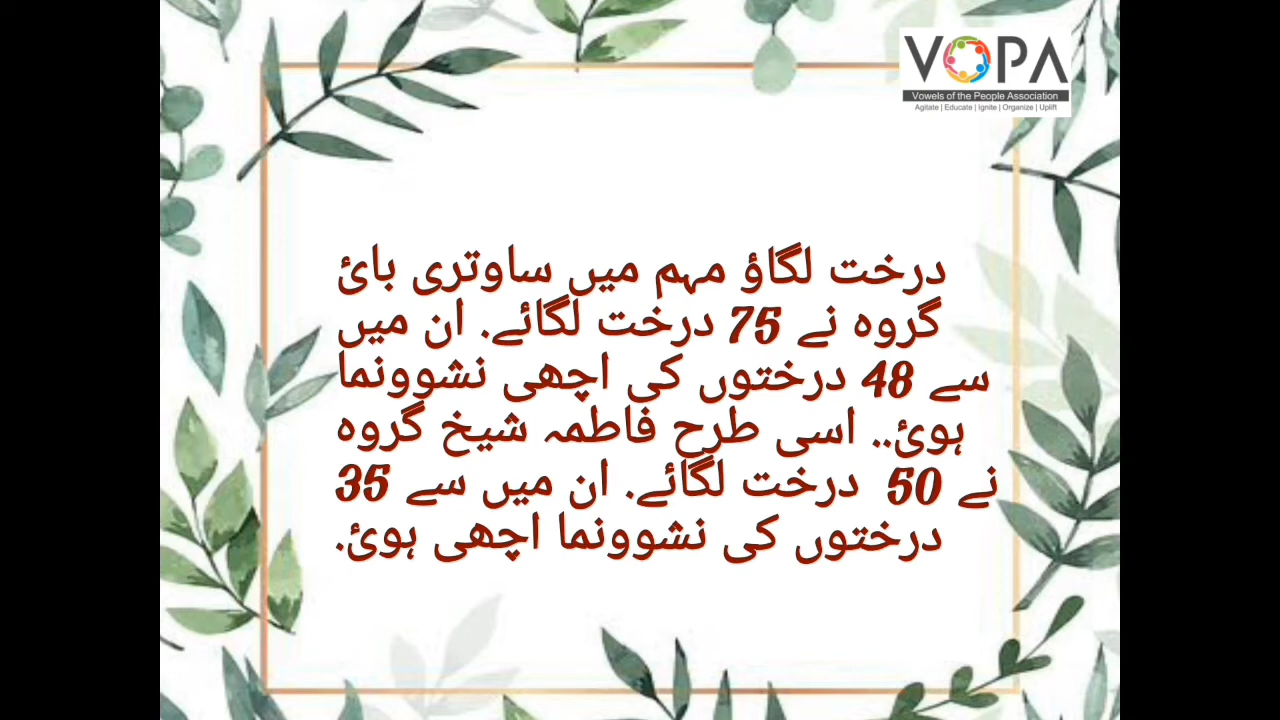 VOPA
Vowels of the People Association
Agitate | Educate | Ignite | Organize | Uplift
درخت لگاؤ مہم میں ساوتری بائ
گروہ نے 75 درخت لگائے. ان میں
سے 48 درختوں کی اچھی نشوونما
ہوئ.. اسی طرح فاطمہ شیخ گروہ
نے 50 درخت لگائے. ان میں سے 35
درختوں کی نشوونما اچھی ہوئ.